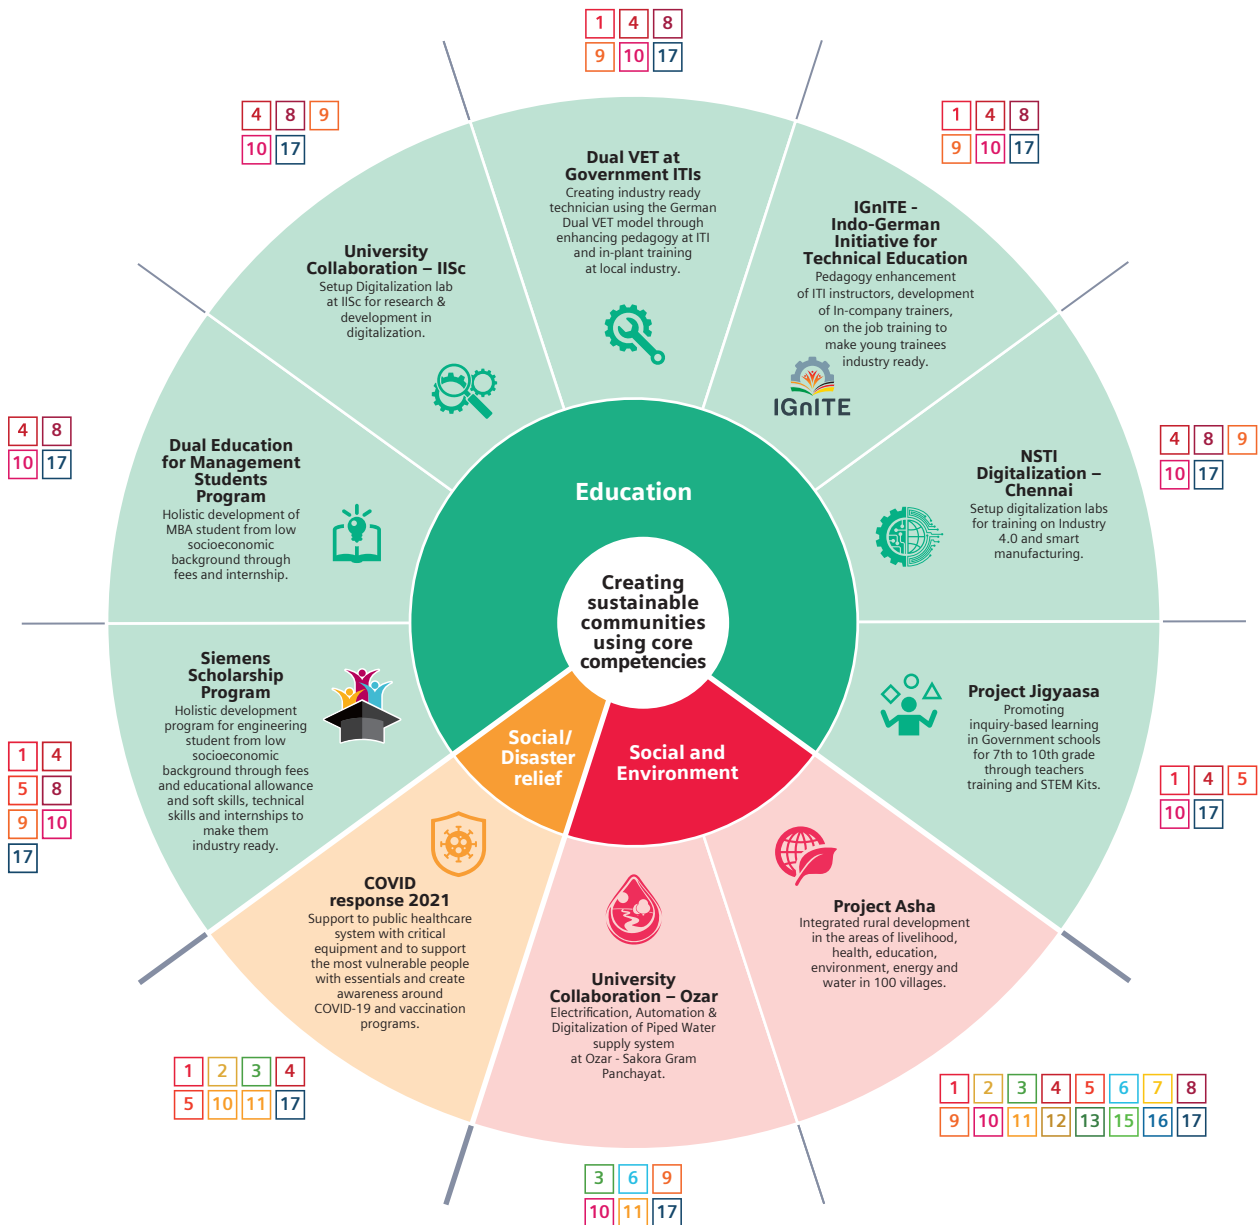 1 4 8
9 10 17
4 8 9
10 17
1 4 8
9 10 17
Dual VET at
Government ITIs
Creating industry ready
technician using the German
Dual VET model through
enhancing pedagogy at ITI
and in-plant training
at local industry.
IGnITE -
Indo-German
Initiative for
Technical Education
Pedagogy enhancement
of ITI instructors, development
of In-company trainers,
on the job training to
make young trainees
industry ready.
IGnITE
University
Collaboration – IISc
Setup Digitalization lab
at IISc for research &
development in
digitalization.
4 8
10 17
Dual Education
for Management
Students
Program
Holistic development of
MBA student from low
socioeconomic
background through
fees and internship.
Education
NSTI
Digitalization –
Chennai
Setup digitalization labs
for training on Industry
4.0 and smart
manufacturing.
4 8 9
10 17
Creating
sustainable
communities
using core
competencies
Siemens
Scholarship
Program
Holistic development
program for engineering
student from low
socioeconomic
background through fees
and educational allowance
and soft skills, technical
skills and internships to
make them
industry ready.
1 4
5 8
9 10
17
Social/
Disaster
relief
Social and
Environment
Project Jigyaasa
Promoting
inquiry-based learning
in Government schools
for 7th to 10th grade
through teachers
training and STEM Kits.
1 4 5
10 17
COVID
response 2021
Support to public healthcare
system with critical
equipment and to support
the most vulnerable people
with essentials and create
awareness around
COVID-19 and vaccination
programs.
University
Collaboration – Ozar
Electrification, Automation &
Digitalization of Piped Water
supply system
at Ozar - Sakora Gram
Panchayat.
Project Asha
Integrated rural development
in the areas of livelihood,
health, education,
environment, energy and
water in 100 villages.
1 2 3 4
5 10 11 17
3 6 9
10 11 17
1 2 3 4 5 6 7 8
9 10 11 12 13 15 16 17